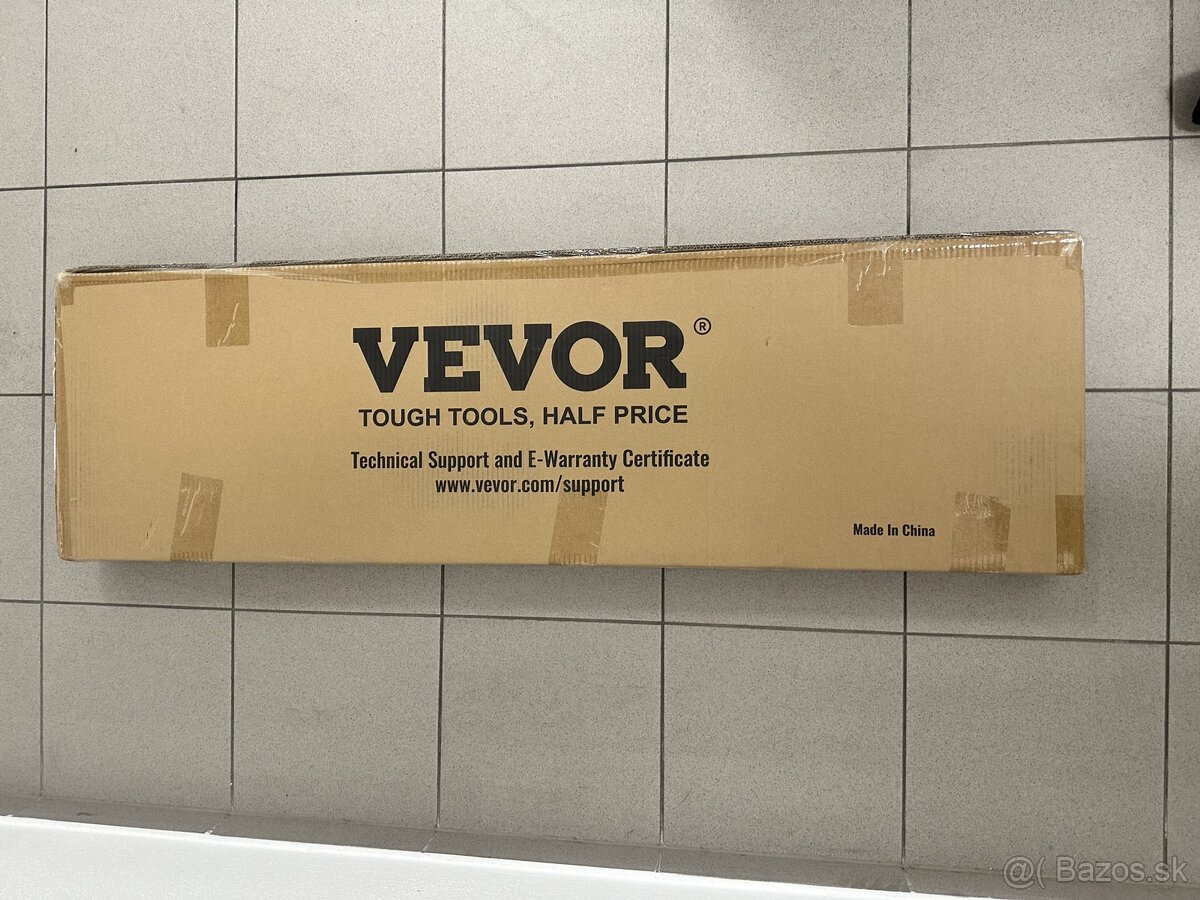 VEVOR®
TOUGH TOOLS, HALF PRICE
Technical Support and E-Warranty Certificate
www.vevor.com/support
Made In China
@( Bazos.sk